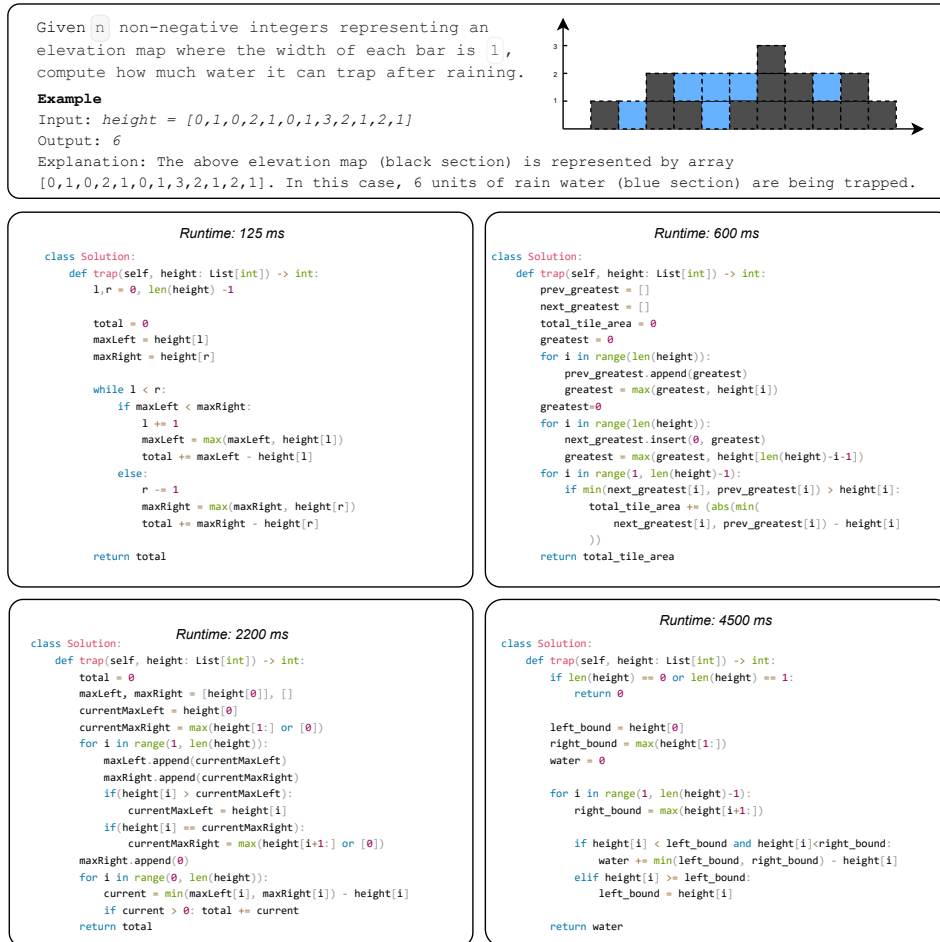 Given n non-negative integers representing an
elevation map where the width of each bar is 1,
compute how much water it can trap after raining.
Example
Input: height = [0,1,0,2,1,0,1,3,2,1,2,1]
Output: 6
Explanation: The above elevation map (black section) is represented by array
[0,1,0,2,1,0,1,3,2,1,2,1]. In this case, 6 units of rain water (blue section) are being trapped.
3
2
1
Runtime: 125 ms
class Solution:
    def trap(self, height: List[int]) -> int:
        l,r = 0, len(height) -1

        total = 0
        maxLeft = height[l]
        maxRight = height[r]

        while l < r:
            if maxLeft < maxRight:
                l += 1
                maxLeft = max(maxLeft, height[l])
                total += maxLeft - height[l]
            else:
                r -= 1
                maxRight = max(maxRight, height[r])
                total += maxRight - height[r]

        return total
Runtime: 600 ms
class Solution:
    def trap(self, height: List[int]) -> int:
        prev_greatest = []
        next_greatest = []
        total_tile_area = 0
        greatest = 0
        for i in range(len(height)):
            prev_greatest.append(greatest)
            greatest = max(greatest, height[i])
        greatest=0
        for i in range(len(height)):
            next_greatest.insert(0, greatest)
            greatest = max(greatest, height[len(height)-i-1])
        for i in range(1, len(height)-1):
            if min(next_greatest[i], prev_greatest[i]) > height[i]:
                total_tile_area += (abs(min(
                    next_greatest[i], prev_greatest[i]) - height[i]
                ))
        return total_tile_area
Runtime: 2200 ms
class Solution:
    def trap(self, height: List[int]) -> int:
        total = 0
        maxLeft, maxRight = [height[0]], []
        currentMaxLeft = height[0]
        currentMaxRight = max(height[1:] or [0])
        for i in range(1, len(height)):
            maxLeft.append(currentMaxLeft)
            maxRight.append(currentMaxRight)
            if(height[i] > currentMaxLeft):
                currentMaxLeft = height[i]
            if(height[i] == currentMaxRight):
                currentMaxRight = max(height[i+1:] or [0])
        maxRight.append(0)
        for i in range(0, len(height)):
            current = min(maxLeft[i], maxRight[i]) - height[i]
            if current > 0: total += current
        return total
Runtime: 4500 ms
class Solution:
    def trap(self, height: List[int]) -> int:
        if len(height) == 0 or len(height) == 1:
            return 0

        left_bound = height[0]
        right_bound = max(height[1:])
        water = 0

        for i in range(1, len(height)-1):
            right_bound = max(height[i+1:])

            if height[i] < left_bound and height[i]<right_bound:
                water += min(left_bound, right_bound) - height[i]
            elif height[i] >= left_bound:
                left_bound = height[i]

        return water